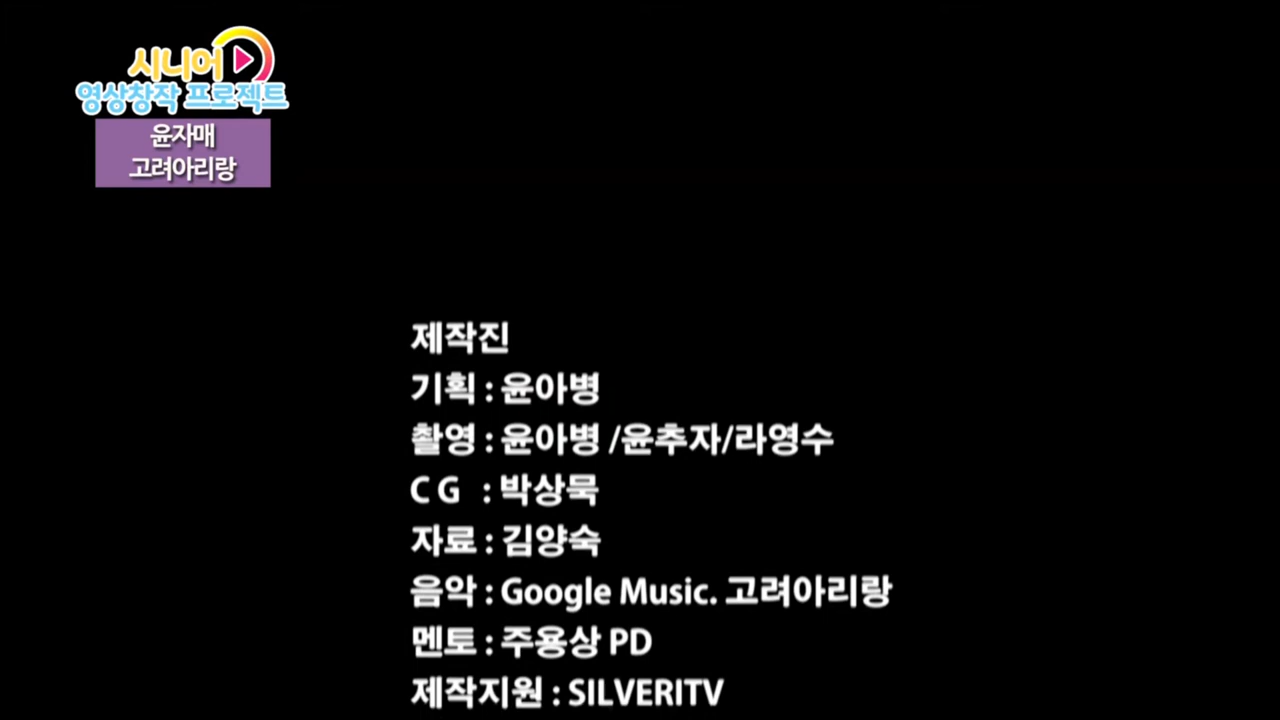 시니어
영상창작 프로젝트
윤자매
고려아리랑
제작진
기획 : 윤아병
촬영 : 윤아병 /윤추자/라영수
C G : 박상묵
자료 : 김양숙
음악 : Google Music. 고려아리랑
멘토 : 주용상 PD
제작지원 : SILVERITV